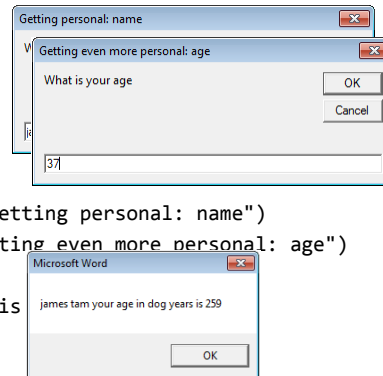 Getting personal: name
Getting even more personal: age
What is your age
OK
Cancel
37
etting personal: name")
ting even more personal: age")
Microsoft Word
is
james tam your age in dog years is 259
OK